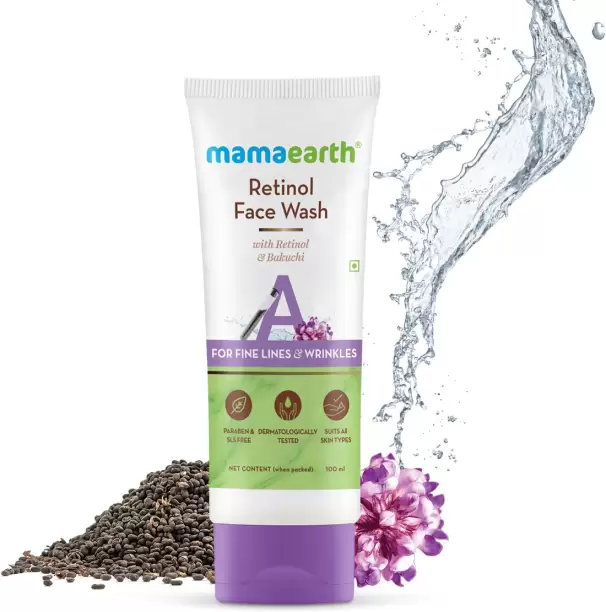 mamaearth®
Retinol
Face Wash
with Retinol
& Bakuchi
A
FOR FINE LINES & WRINKLES
PARABEN & SLS FREE
DERMATOLOGICALLY TESTED
SUITS All SKIN TYPES
NET CONTENT (when packed) 100 ml